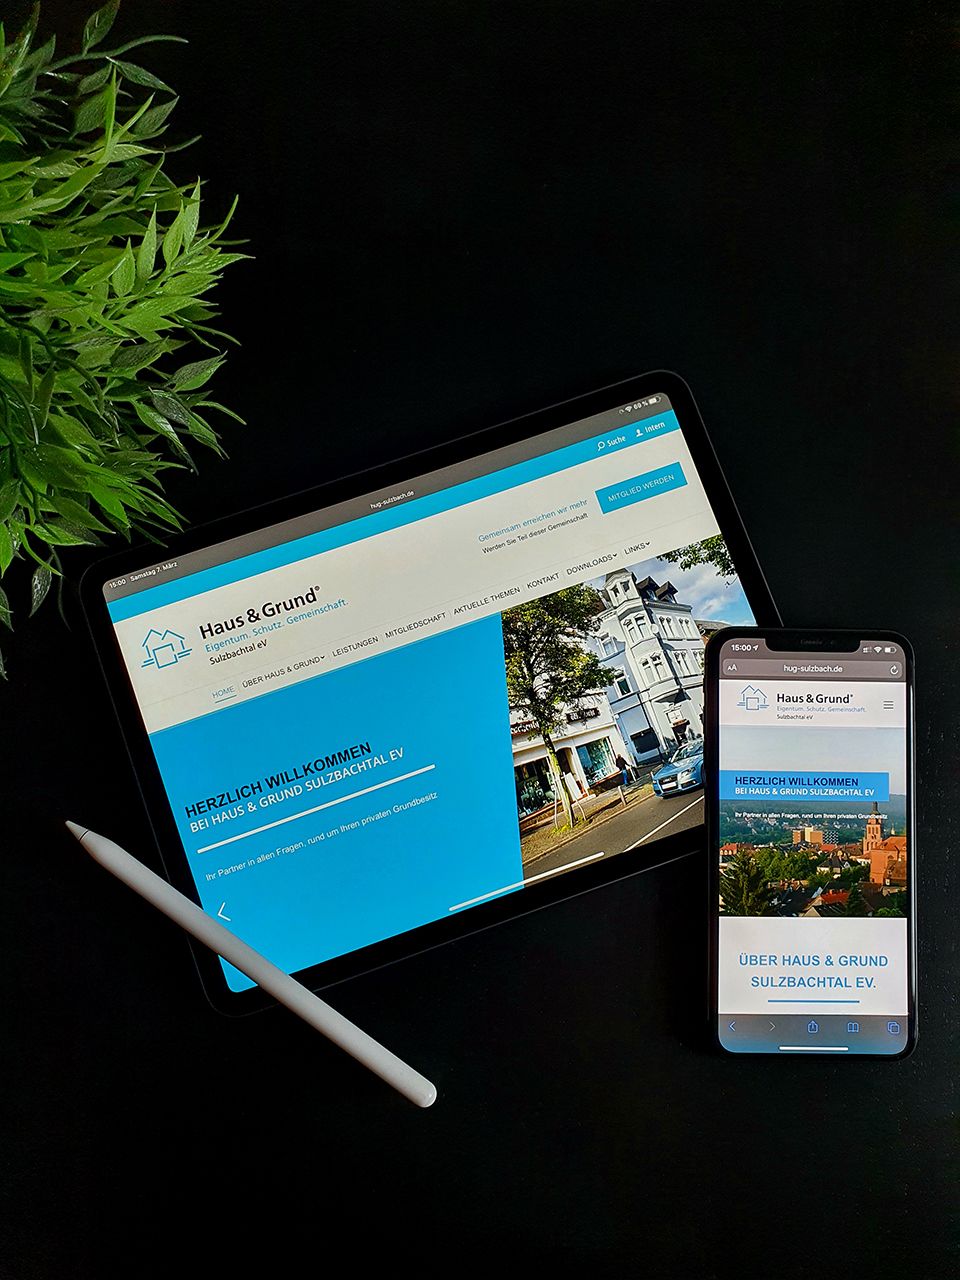 15:00 Samstag 7. März
hug-sulzbach.de
69 %
Suche Intern
Haus & Grund®
Eigentum. Schutz. Gemeinschaft.
Sulzbachtal eV
Gemeinsam erreichen wir mehr
Werden Sie Teil dieser Gemeinschaft
MITGLIED WERDEN
HOME ÜBER HAUS & GRUND LEISTUNGEN MITGLIEDSCHAFT AKTUELLE THEMEN KONTAKT DOWNLOADS LINKS
HERZLICH WILLKOMMEN
BEI HAUS & GRUND SULZBACHTAL EV
Ihr Partner in allen Fragen, rund um Ihren privaten Grundbesitz
15:00
AA hug-sulzbach.de
Haus & Grund®
Eigentum. Schutz. Gemeinschaft.
Sulzbachtal eV
HERZLICH WILLKOMMEN
BEI HAUS & GRUND SULZBACHTAL EV
Ihr Partner in allen Fragen, rund um Ihren privaten Grundbesitz
ÜBER HAUS & GRUND
SULZBACHTAL EV.